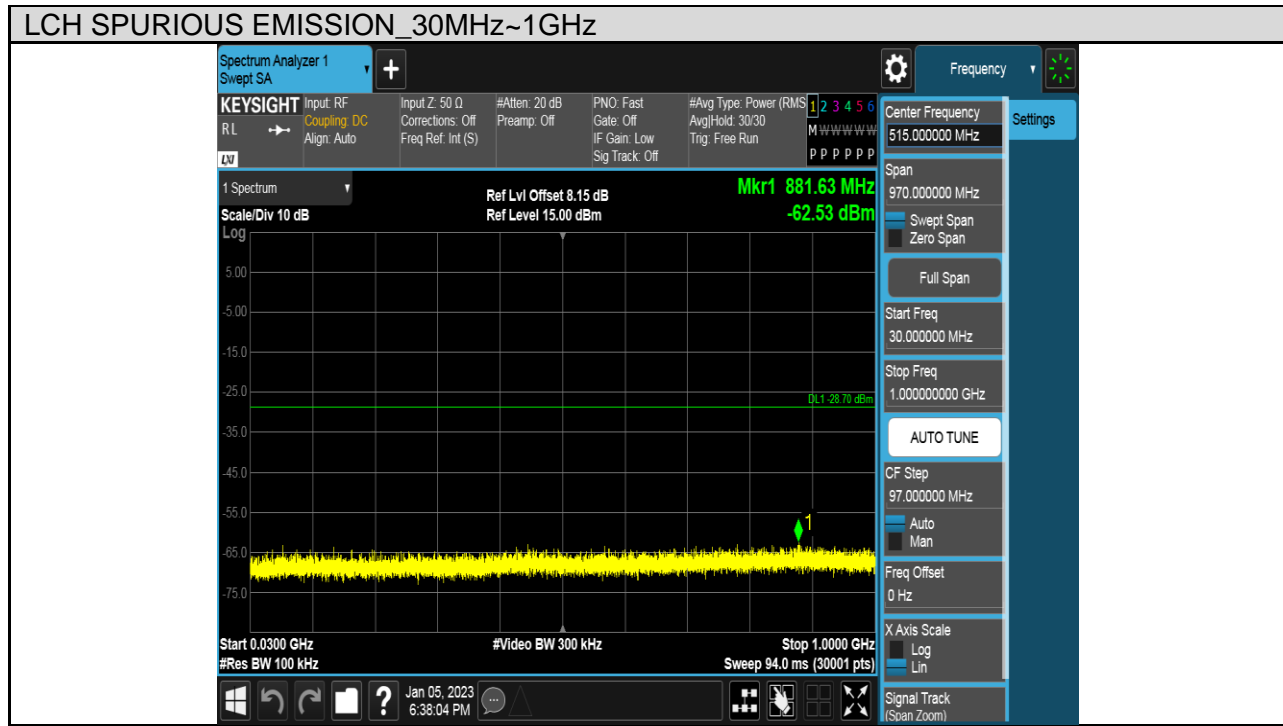 LCH SPURIOUS EMISSION_30MHz~1GHz
Spectrum Analyzer 1
Swept SA
+
Frequency
KEYSIGHT
RL
LXI
Input: RF
Coupling: DC
Align: Auto
Input Z: 50 Ω
Corrections: Off
Freq Ref: Int (S)
#Atten: 20 dB
Preamp: Off
PNO: Fast
Gate: Off
IF Gain: Low
Sig Track: Off
#Avg Type: Power (RMS
Avg|Hold: 30/30
Trig: Free Run
1 2 3 4 5 6
M W W W W W
P P P P P P
Center Frequency
515.000000 MHz
Settings
1 Spectrum
Scale/Div 10 dB
Ref Lvl Offset 8.15 dB
Ref Level 15.00 dBm
Mkr1 881.63 MHz
-62.53 dBm
Log
5.00
-5.00
-15.0
-25.0
DL1 -28.70 dBm
-35.0
-45.0
-55.0
1
-65.0
-75.0
Start 0.0300 GHz
#Res BW 100 kHz
#Video BW 300 kHz
Stop 1.0000 GHz
Sweep 94.0 ms (30001 pts)
Span
970.000000 MHz
Swept Span
Zero Span
Full Span
Start Freq
30.000000 MHz
Stop Freq
1.000000000 GHz
AUTO TUNE
CF Step
97.000000 MHz
Auto
Man
Freq Offset
0 Hz
X Axis Scale
Log
Lin
Signal Track
(Span Zoom)
?
Jan 05, 2023
6:38:04 PM